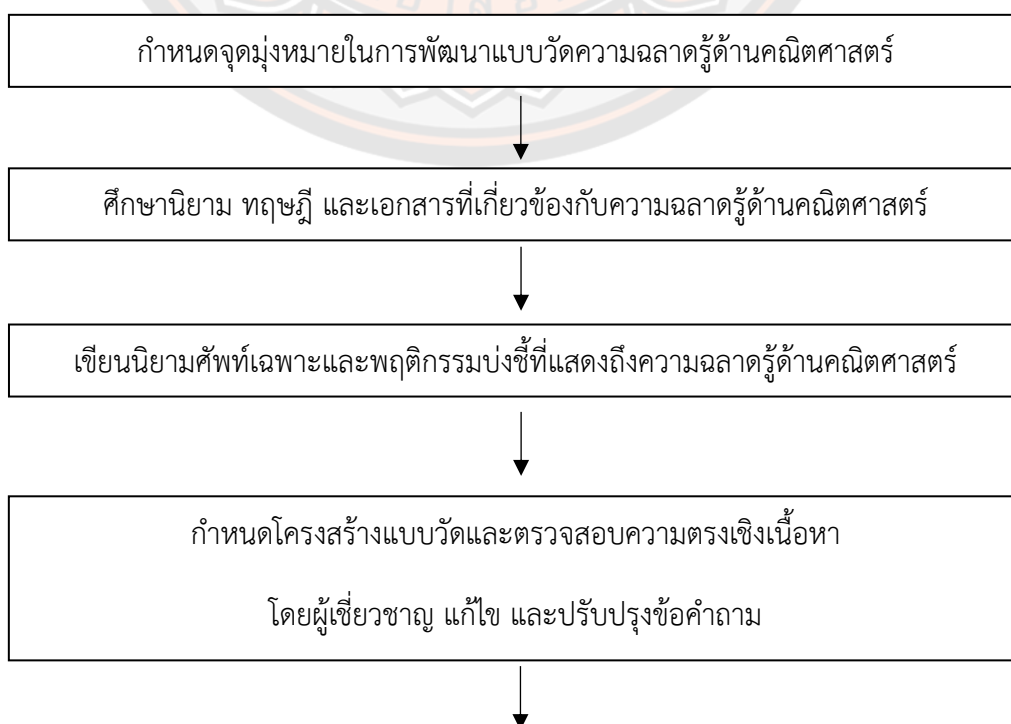 กำหนดจุดมุ่งหมายในการพัฒนาแบบวัดความฉลาดรู้ด้านคณิตศาสตร์
ศึกษานิยาม ทฤษฎี และเอกสารที่เกี่ยวข้องกับความฉลาดรู้ด้านคณิตศาสตร์
เขียนนิยามศัพท์เฉพาะและพฤติกรรมบ่งชี้ที่แสดงถึงความฉลาดรู้ด้านคณิตศาสตร์
กำหนดโครงสร้างแบบวัดและตรวจสอบความตรงเชิงเนื้อหา
โดยผู้เชี่ยวชาญ แก้ไข และปรับปรุงข้อคำถาม